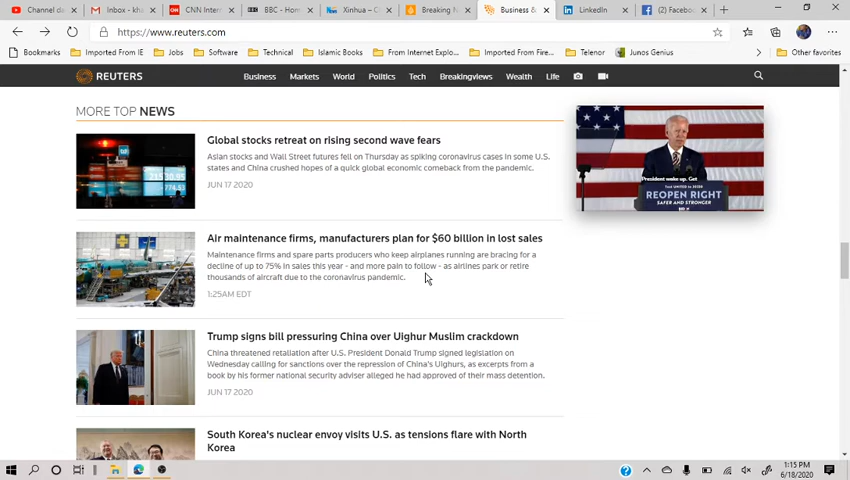 Channel da
Inbox - kha
CNN Intern
BBC - Hom
Xinhua – C
Breaking N
Business &
LinkedIn
(2) Faceboo
https://www.reuters.com
Bookmarks
Imported From IE
Jobs
Software
Technical
Islamic Books
From Internet Explo...
Imported From Fire...
Telenor
Junos Genius
Other favorites
REUTERS
Business
Markets
World
Politics
Tech
Breakingviews
Wealth
Life
MORE TOP NEWS
Global stocks retreat on rising second wave fears
Asian stocks and Wall Street futures fell on Thursday as spiking coronavirus cases in some U.S.
states and China crushed hopes of a quick global economic comeback from the pandemic.
JUN 17 2020
President wake up. Get
REOPEN RIGHT
SAFER AND STRONGER
Air maintenance firms, manufacturers plan for $60 billion in lost sales
Maintenance firms and spare parts producers who keep airplanes running are bracing for a
decline of up to 75% in sales this year - and more pain to follow - as airlines park or retire
thousands of aircraft due to the coronavirus pandemic.
1:25AM EDT
Trump signs bill pressuring China over Uighur Muslim crackdown
China threatened retaliation after U.S. President Donald Trump signed legislation on
Wednesday calling for sanctions over the repression of China's Uighurs, as excerpts from a
book by his former national security adviser alleged he had approved of their mass detention.
JUN 17 2020
South Korea's nuclear envoy visits U.S. as tensions flare with North
Korea
1:15 PM
6/18/2020